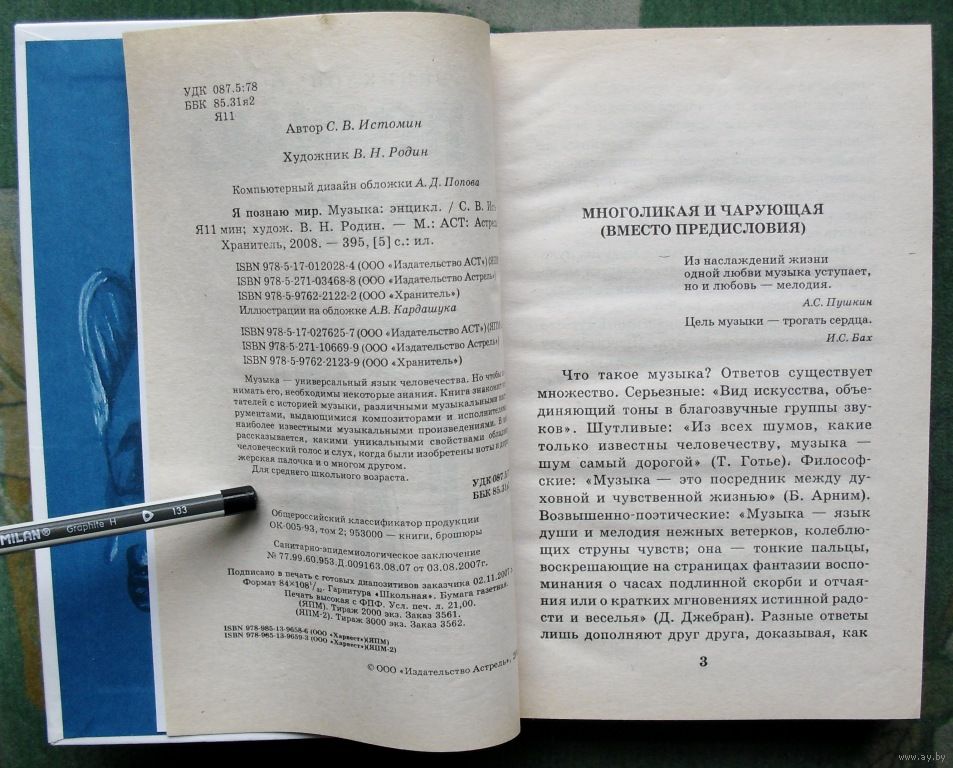 УДК 087.5:78
ББК 85.31я2
Я11
Автор С. В. Истомин
Художник В. Н. Родин
Компьютерный дизайн обложки А. Д. Попова
Я познаю мир. Музыка: энцикл. / С. В. Ис
Я11 мин; худож. В. Н. Родин. — М.: АСТ: Астрел
Хранитель, 2008. — 395, [5] с.: ил.
ISBN 978-5-17-012028-4 (ООО «Издательство АСТ»)
ISBN 978-5-271-03468-8 (ООО «Издательство Астрель»)
ISBN 978-5-9762-2122-2 (ООО «Хранитель»)
Иллюстрации на обложке А.В. Кардашука
ISBN 978-5-17-027625-7 (ООО «Издательство АСТ»)
ISBN 978-5-271-10669-9 (ООО «Издательство Астрель»
ISBN 978-5-9762-2123-9 (ООО «Хранитель»)
Музыка — универсальный язык человечества. Но чтобы
нимать его, необходимы некоторые знания. Книга знакомит
тателей с историей музыки, различными музыкальными
рументами, выдающимися композиторами и исполнителями
наиболее известными музыкальными произведениями. В
рассказывается, какими уникальными свойствами облада
человеческий голос и слух, когда были изобретены ноты и
жерская палочка и о многом другом.
Для среднего школьного возраста.
УДК 087.5:7
ББК 85.31я
Общероссийский классификатор продукции
ОК-005-93, том 2; 953000 — книги, брошюры
Санитарно-эпидемиологическое заключение
№ 77.99.60.953.Д.009163.08.07 от 03.08.2007г.
Подписано в печать с готовых диапозитивов заказчика 02.11.2007
Формат 84×108¹/₃₂. Гарнитура «Школьная». Бумага газетная.
Печать высокая с ФПФ. Усл. печ. л. 21,00.
(ЯПМ). Тираж 2000 экз. Заказ 3561.
(ЯПМ-2). Тираж 3000 экз. Заказ 3562.
ISBN 978-985-13-9658-6 (ООО «Харвест»)(ЯПМ)
ISBN 978-985-13-9659-3 (ООО «Харвест»)(ЯПМ-2)
© ООО «Издательство Астрель»,
MILAN® Graphite H 133
МНОГОЛИКАЯ И ЧАРУЮЩАЯ
(ВМЕСТО ПРЕДИСЛОВИЯ)
Из наслаждений жизни
одной любви музыка уступает,
но и любовь — мелодия.
А.С. Пушкин
Цель музыки — трогать сердца.
И.С. Бах
Что такое музыка? Ответов существует
множество. Серьезные: «Вид искусства, объе-
диняющий тоны в благозвучные группы зву-
ков». Шутливые: «Из всех шумов, какие
только известны человечеству, музыка —
шум самый дорогой» (Т. Готье). Философ-
ские: «Музыка — это посредник между ду-
ховной и чувственной жизнью» (Б. Арним).
Возвышенно-поэтические: «Музыка — язык
души и мелодия нежных ветерков, колеблю-
щих струны чувств; она — тонкие пальцы,
воскрешающие на страницах фантазии воспо-
минания о часах подлинной скорби и отчая-
ния или о кратких мгновениях истинной радо-
сти и веселья» (Д. Джебран). Разные ответы
лишь дополняют друг друга, доказывая, как
3
www.ay.by